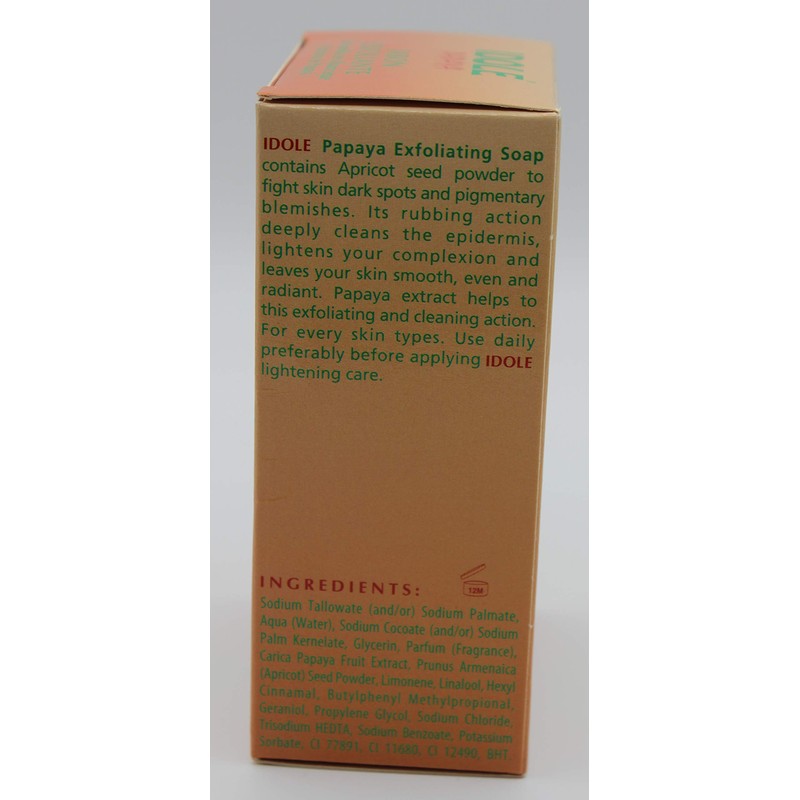 IDOLE
IDOLE Papaya Exfoliating Soap
contains Apricot seed powder to
fight skin dark spots and pigmentary
blemishes. Its rubbing action
deeply cleans the epidermis,
lightens your complexion and
leaves your skin smooth, even and
radiant. Papaya extract helps to
this exfoliating and cleaning action.
For every skin types. Use daily
preferably before applying IDOLE
lightening care.
INGREDIENTS:
12M
Sodium Tallowate (and/or) Sodium Palmate,
Aqua (Water), Sodium Cocoate (and/or) Sodium
Palm Kernelate, Glycerin, Parfum (Fragrance),
Carica Papaya Fruit Extract, Prunus Armenaica
(Apricot) Seed Powder, Limonene, Linalool, Hexyl
Cinnamal, Butylphenyl Methylpropional,
Geraniol, Propylene Glycol, Sodium Chloride,
Trisodium HEDTA, Sodium Benzoate, Potassium
Sorbate, CI 77891, CI 11680, CI 12490, BHT.